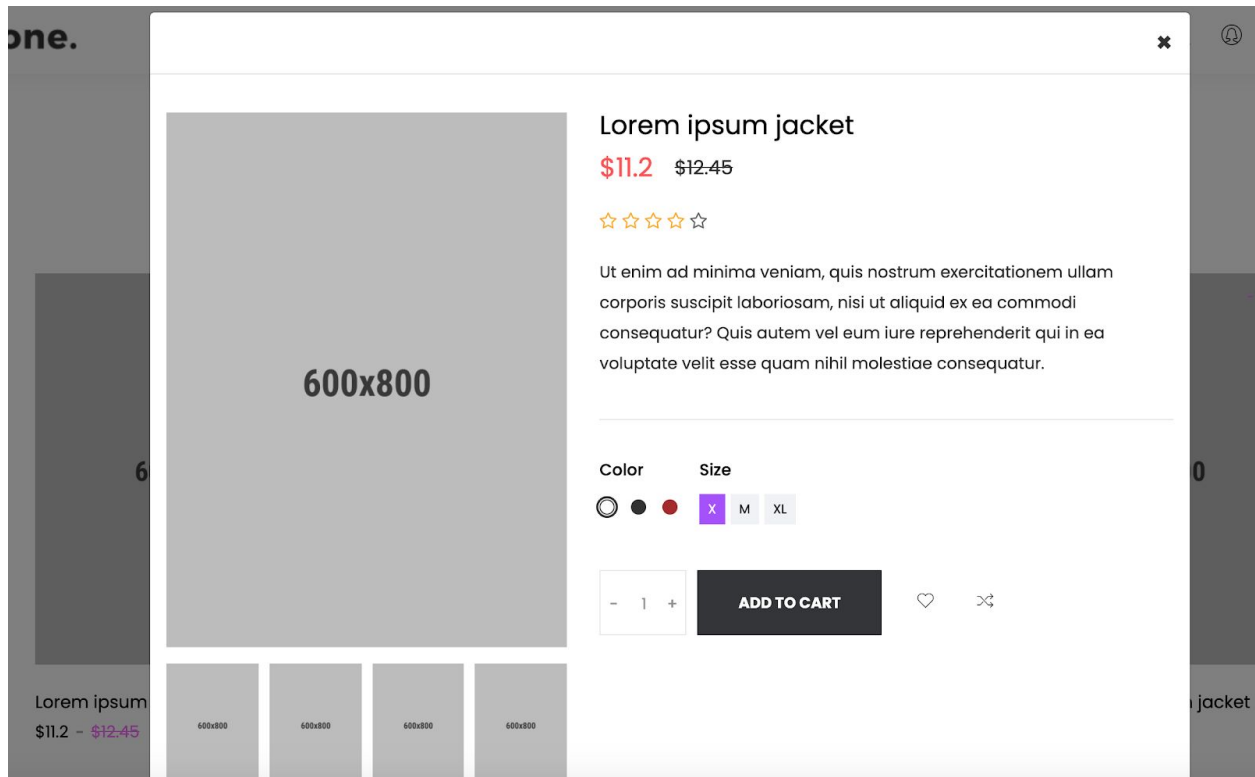 one.
✖
Lorem ipsum jacket
$11.2 $12.45
Ut enim ad minima veniam, quis nostrum exercitationem ullam
corporis suscipit laboriosam, nisi ut aliquid ex ea commodi
consequatur? Quis autem vel eum iure reprehenderit qui in ea
voluptate velit esse quam nihil molestiae consequatur.
600x800
Color Size
X M XL
- 1 + ADD TO CART
600x800 600x800 600x800 600x800
Lorem ipsum
$11.2 - $12.45
jacket